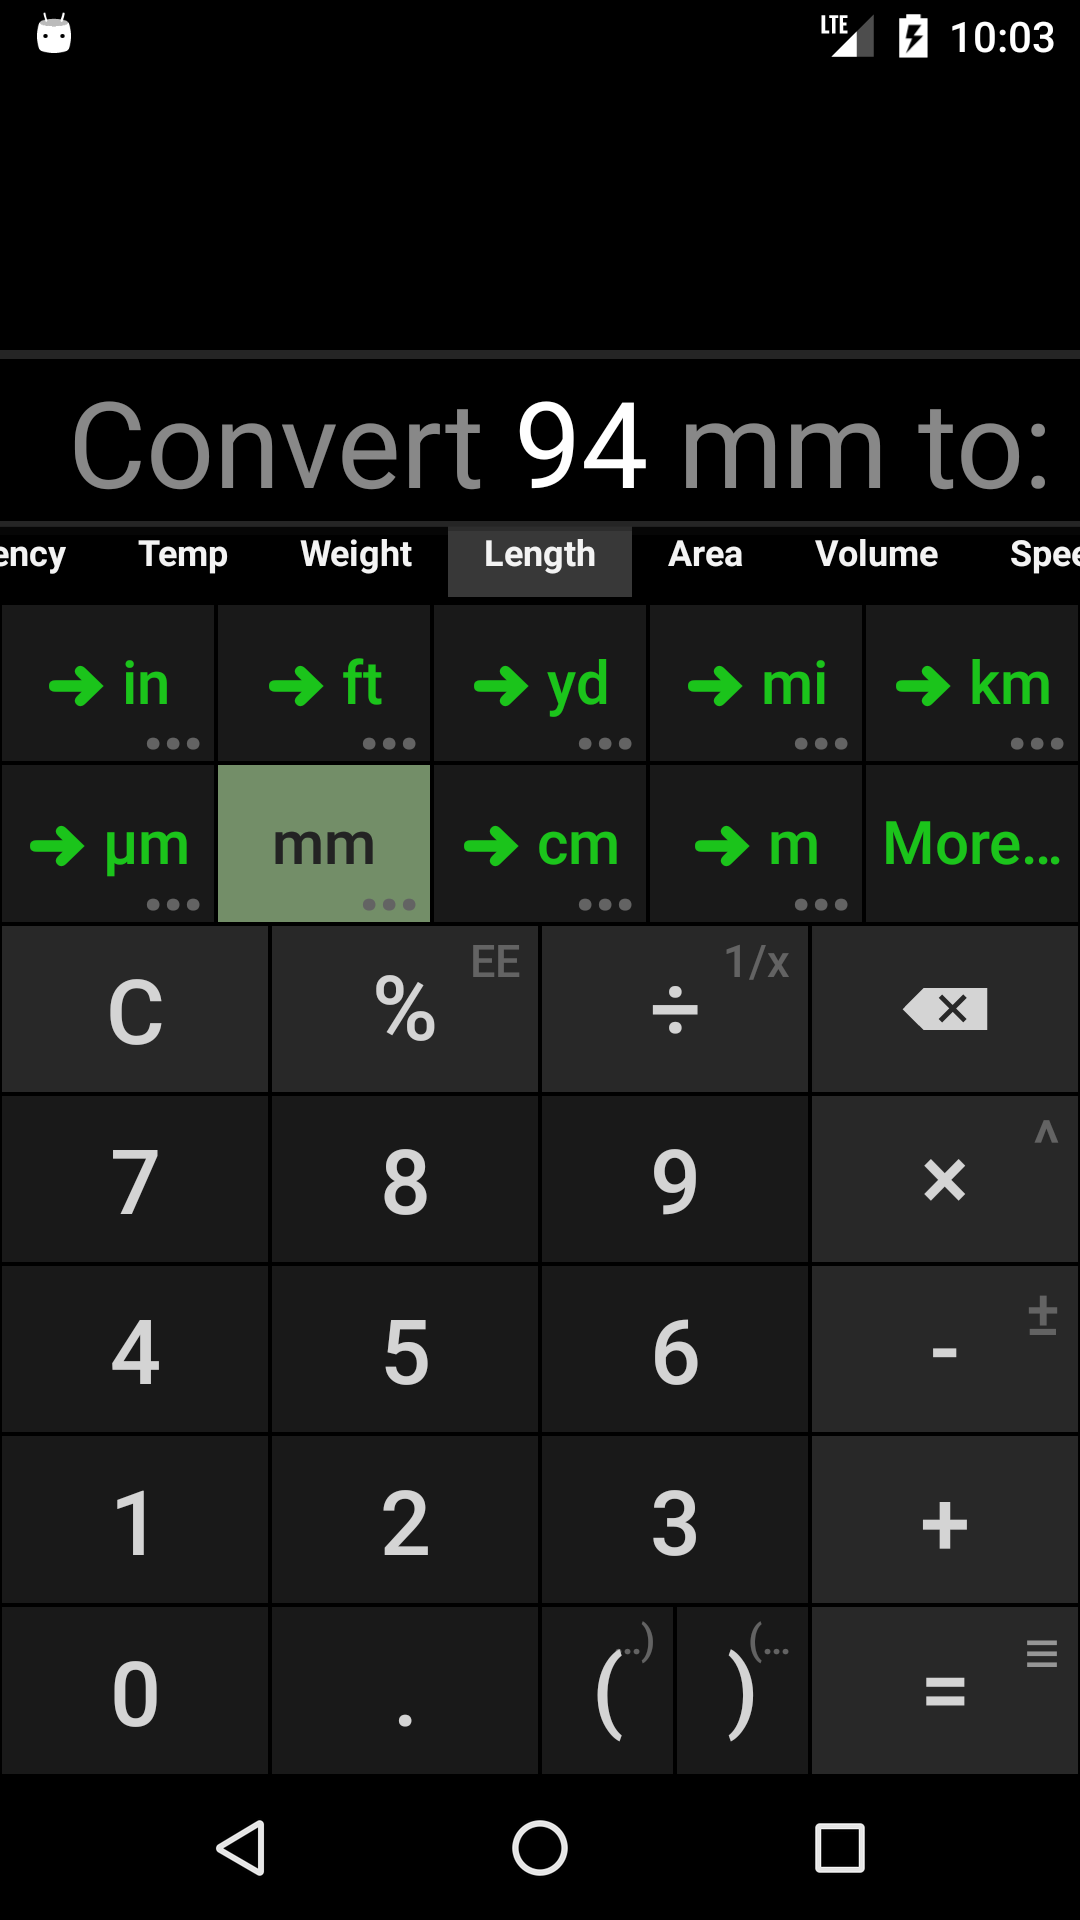 LTE 10:03
Convert 94 mm to:
ency Temp Weight Length Area Volume Spee
in ft yd mi km
µm mm cm m More...
C % EE ÷ 1/x
7 8 9 × ^
4 5 6 - ±
1 2 3 +
0 . ( ..) ) (... =